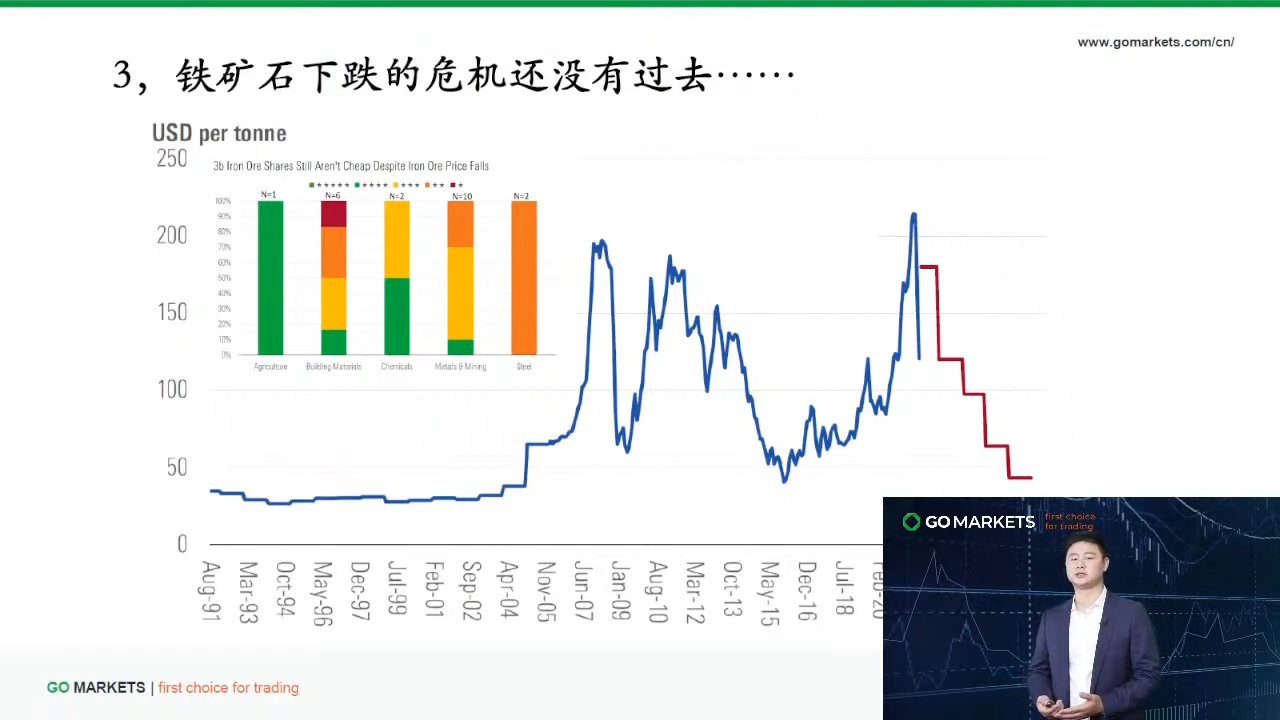 www.gomarkets.com/cn/
3，铁矿石下跌的危机还没有过去……
USD per tonne
250
200
150
100
50
0
3b Iron Ore Shares Still Aren't Cheap Despite Iron Ore Price Falls
★★★★★ ★★★★ ★★★ ★★ ★
N=1 N=6 N=2 N=10 N=2
100%
90%
80%
70%
60%
50%
40%
30%
20%
10%
0%
Agriculture Building Materials Chemicals Metals & Mining Steel
Aug-91 Mar-93 Oct-94 May-96 Dec-97 Jul-99 Feb-01 Sep-02 Apr-04 Nov-05 Jun-07 Jan-09 Aug-10 Mar-12 Oct-13 May-15 Dec-16 Jul-18 Feb-20
GO MARKETS first choice
for trading
GO MARKETS | first choice for trading